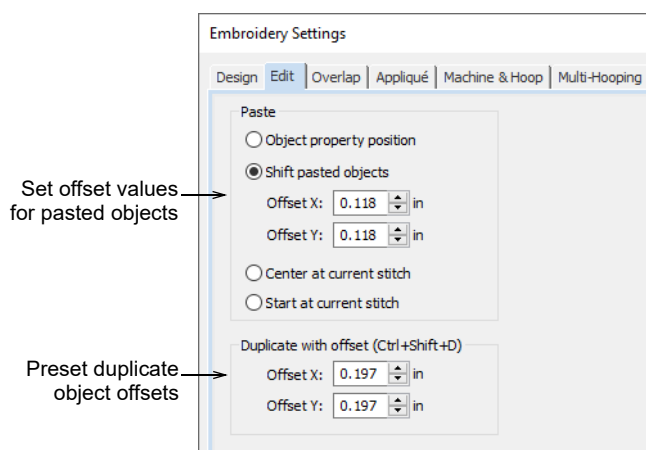 Embroidery Settings
Design Edit Overlap Appliqué Machine & Hoop Multi-Hooping
Paste
Object property position
Shift pasted objects
Set offset values
for pasted objects
Offset X: 0.118 in
Offset Y: 0.118 in
Center at current stitch
Start at current stitch
Duplicate with offset (Ctrl+Shift+D)
Preset duplicate
object offsets
Offset X: 0.197 in
Offset Y: 0.197 in